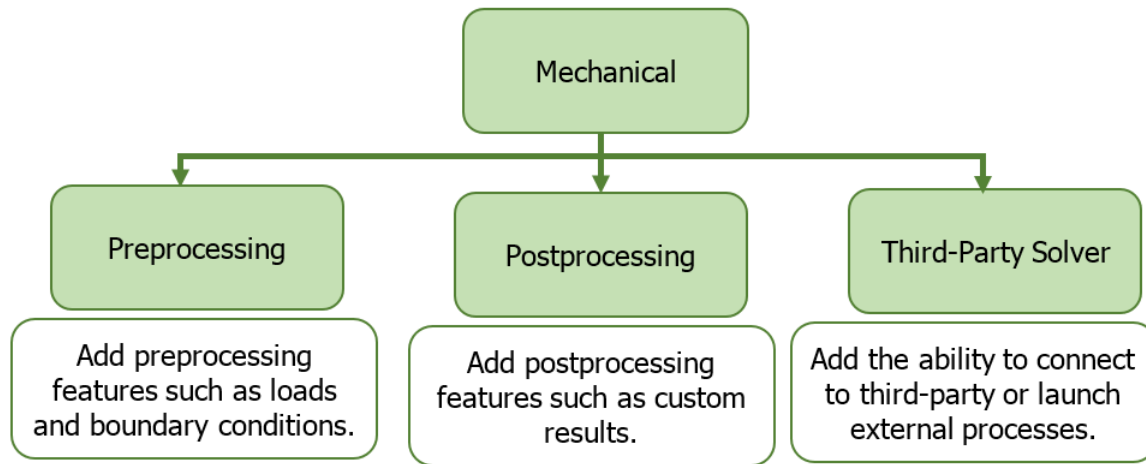 Mechanical
Preprocessing
Postprocessing
Third-Party Solver
Add preprocessing
features such as loads
and boundary conditions.
Add postprocessing
features such as custom
results.
Add the ability to connect
to third-party or launch
external processes.